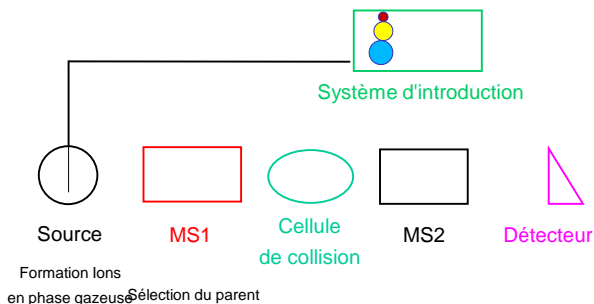 Système d'introduction
Source
MS1
Cellule
de collision
MS2
Détecteur
Formation Ions
en phase gazeuse
Sélection du parent